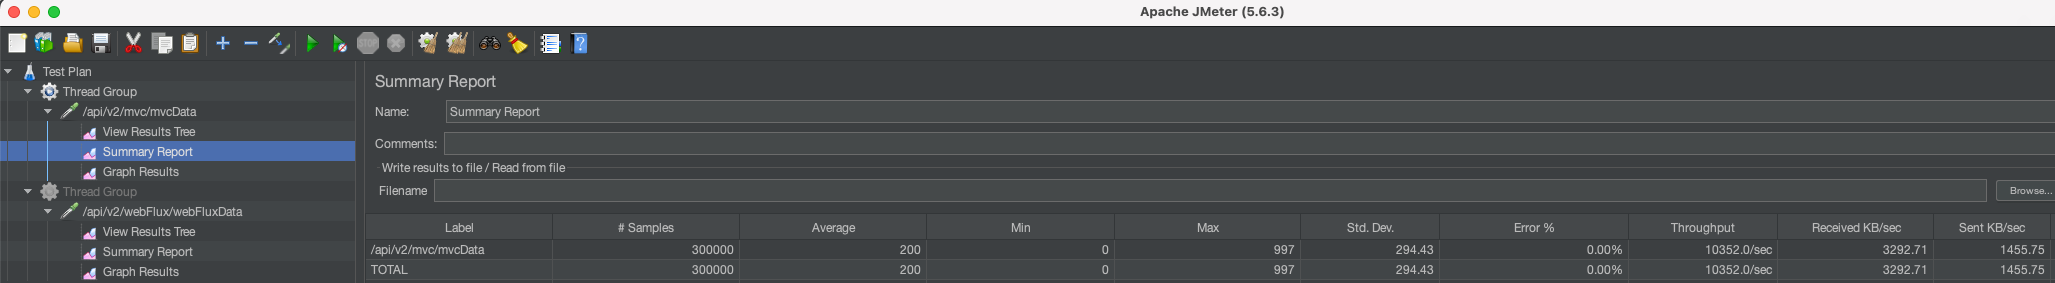 Apache JMeter (5.6.3)
STOP
?
Test Plan
Thread Group
/api/v2/mvc/mvcData
View Results Tree
Summary Report
Graph Results
Thread Group
/api/v2/webFlux/webFluxData
View Results Tree
Summary Report
Graph Results
Summary Report
Name: Summary Report
Comments:
Write results to file / Read from file
Filename Browse...
Label # Samples Average Min Max Std. Dev. Error % Throughput Received KB/sec Sent KB/sec
/api/v2/mvc/mvcData 300000 200 0 997 294.43 0.00% 10352.0/sec 3292.71 1455.75
TOTAL 300000 200 0 997 294.43 0.00% 10352.0/sec 3292.71 1455.75